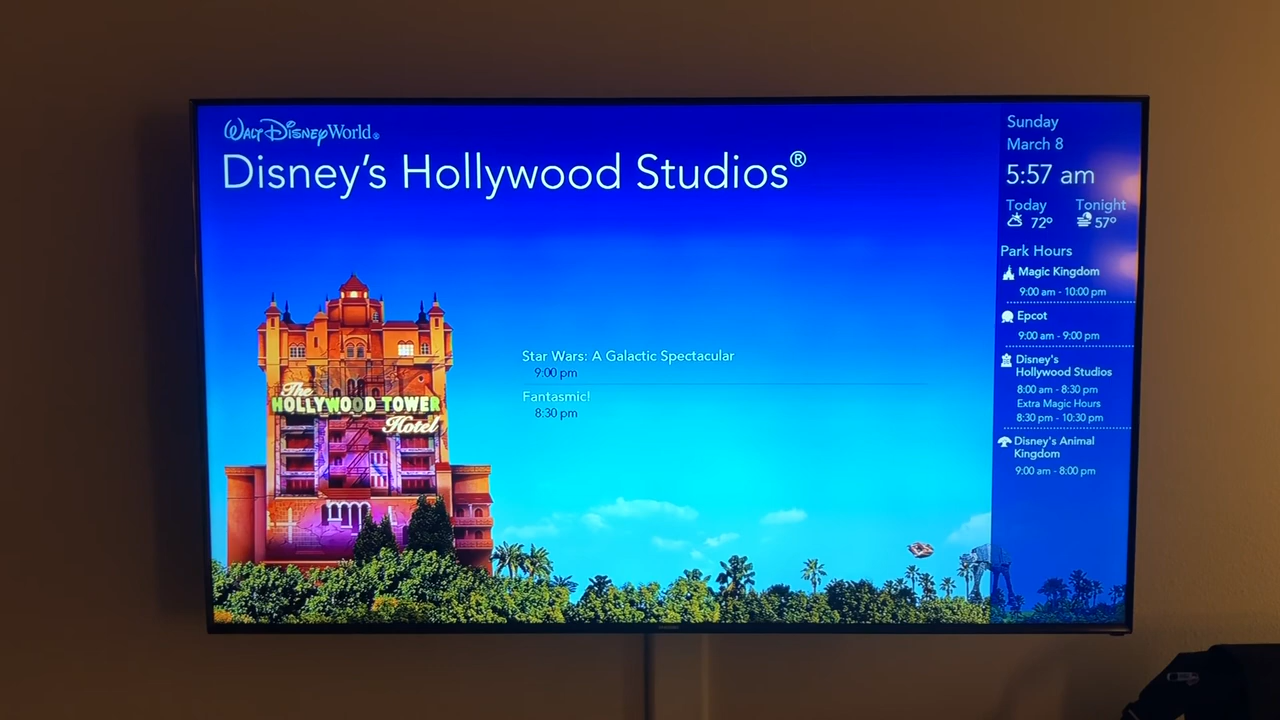 Walt Disney World®
Disney's Hollywood Studios®
The
HOLLYWOOD TOWER
Hotel
Star Wars: A Galactic Spectacular
9:00 pm
Fantasmic!
8:30 pm
Sunday
March 8
5:57 am
Today Tonight
72° 57°
Park Hours
Magic Kingdom
9:00 am - 10:00 pm
Epcot
9:00 am - 9:00 pm
Disney's
Hollywood Studios
8:00 am - 8:30 pm
Extra Magic Hours
8:30 pm - 10:30 pm
Disney's Animal
Kingdom
9:00 am - 8:00 pm